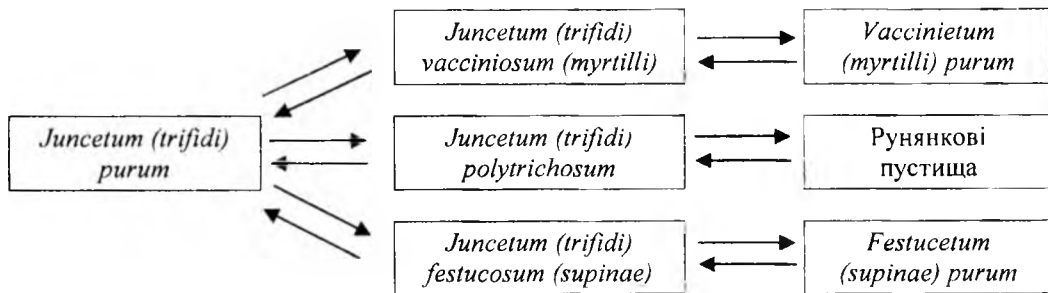 Juncetum (trifidi)
vacciniosum (myrtilli)
Vaccinietum
(myrtilli) purum
Juncetum (trifidi)
purum
Juncetum (trifidi)
polytrichosum
Рунянкові
пустища
Juncetum (trifidi)
festucosum (supinae)
Festucetum
(supinae) purum